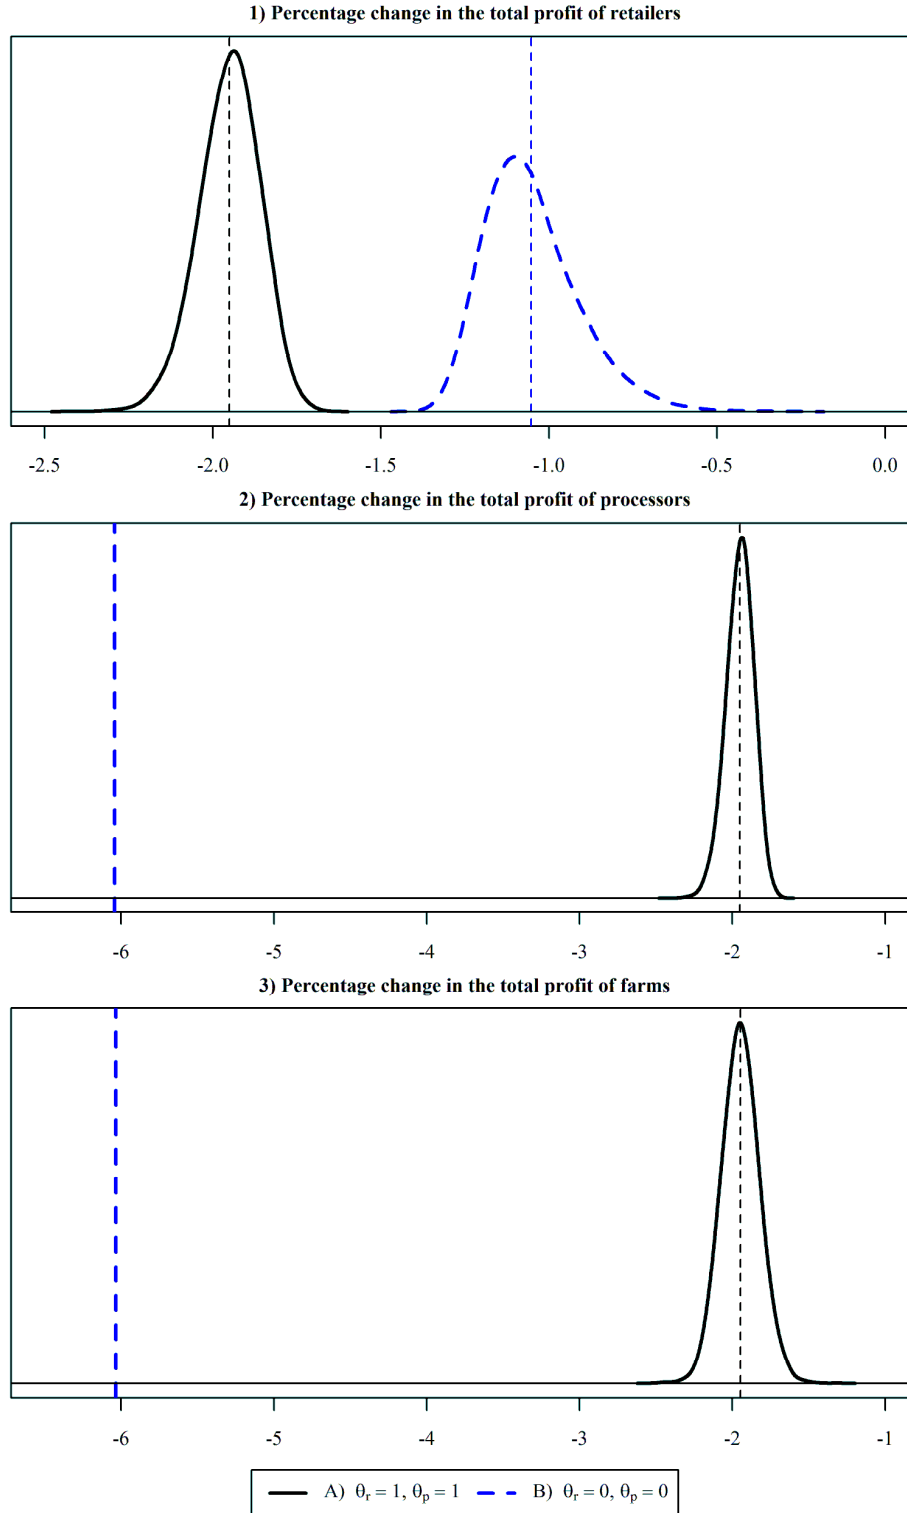 1) Percentage change in the total profit of retailers
-2.5 -2.0 -1.5 -1.0 -0.5 0.0
2) Percentage change in the total profit of processors
-6 -5 -4 -3 -2 -1
3) Percentage change in the total profit of farms
-6 -5 -4 -3 -2 -1
A) θr = 1, θp = 1 B) θr = 0, θp = 0